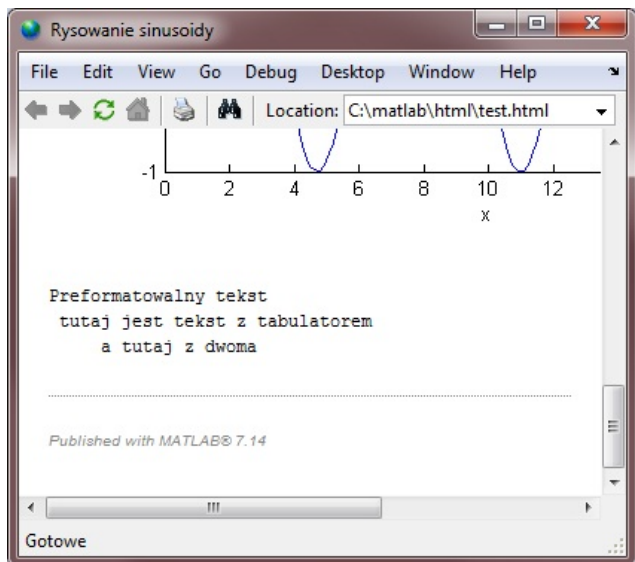 Rysowanie sinusoidy
File Edit View Go Debug Desktop Window Help
Location: C:\matlab\html\test.html
-1
0 2 4 6 8 10 12
x
Preformatowalny tekst
tutaj jest tekst z tabulatorem
a tutaj z dwoma
Published with MATLAB® 7.14
Gotowe